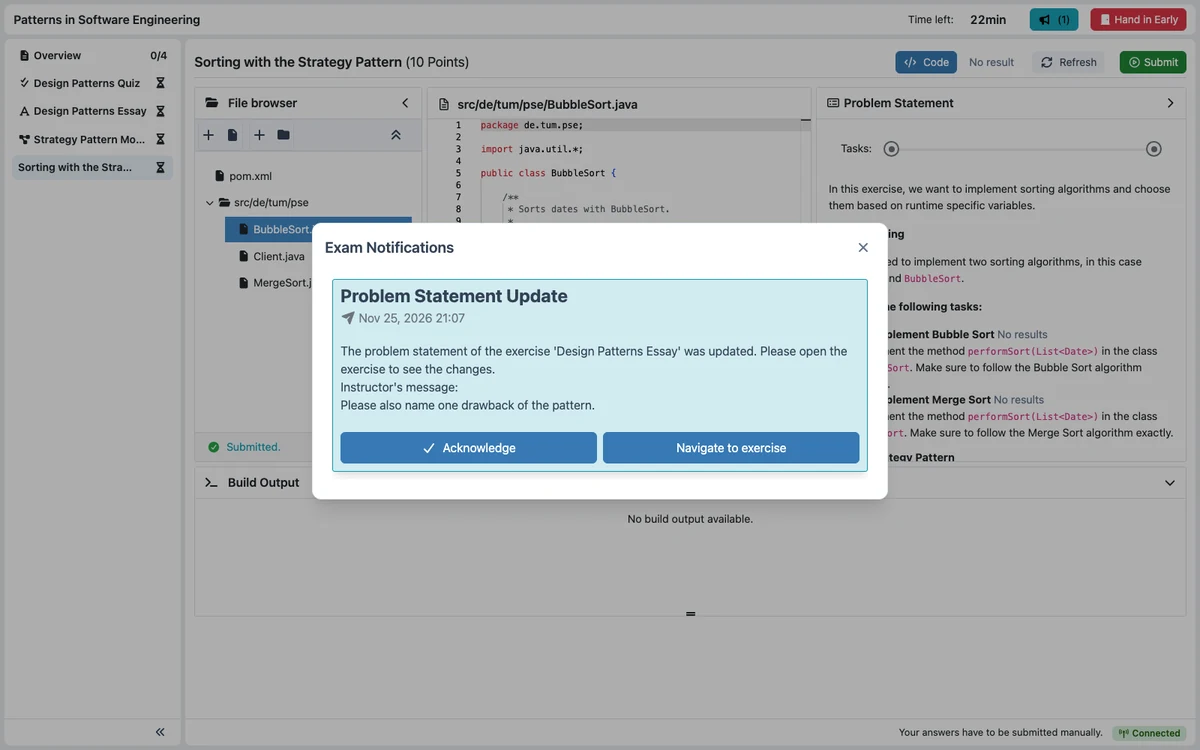 Patterns in Software Engineering
Time left: 22min
(1)
Hand in Early
Overview 0/4
Design Patterns Quiz
Design Patterns Essay
Strategy Pattern Mo...
Sorting with the Stra...
Sorting with the Strategy Pattern (10 Points)
Code
No result
Refresh
Submit
File browser
pom.xml
src/de/tum/pse
BubbleSort.
Client.java
MergeSort.j
Submitted.
src/de/tum/pse/BubbleSort.java
1 package de.tum.pse;
2
3 import java.util.*;
4
5 public class BubbleSort {
6
7 /**
8 * Sorts dates with BubbleSort.
9 *
Problem Statement
Tasks:
In this exercise, we want to implement sorting algorithms and choose
them based on runtime specific variables.
ing
ed to implement two sorting algorithms, in this case
nd BubbleSort.
e following tasks:
plement Bubble Sort No results
ent the method performSort(List<Date>) in the class
Sort. Make sure to follow the Bubble Sort algorithm
.
plement Merge Sort No results
ent the method performSort(List<Date>) in the class
ort. Make sure to follow the Merge Sort algorithm exactly.
tegy Pattern
Exam Notifications
Problem Statement Update
Nov 25, 2026 21:07
The problem statement of the exercise 'Design Patterns Essay' was updated. Please open the
exercise to see the changes.
Instructor's message:
Please also name one drawback of the pattern.
Acknowledge
Navigate to exercise
Build Output
No build output available.
Your answers have to be submitted manually.
Connected